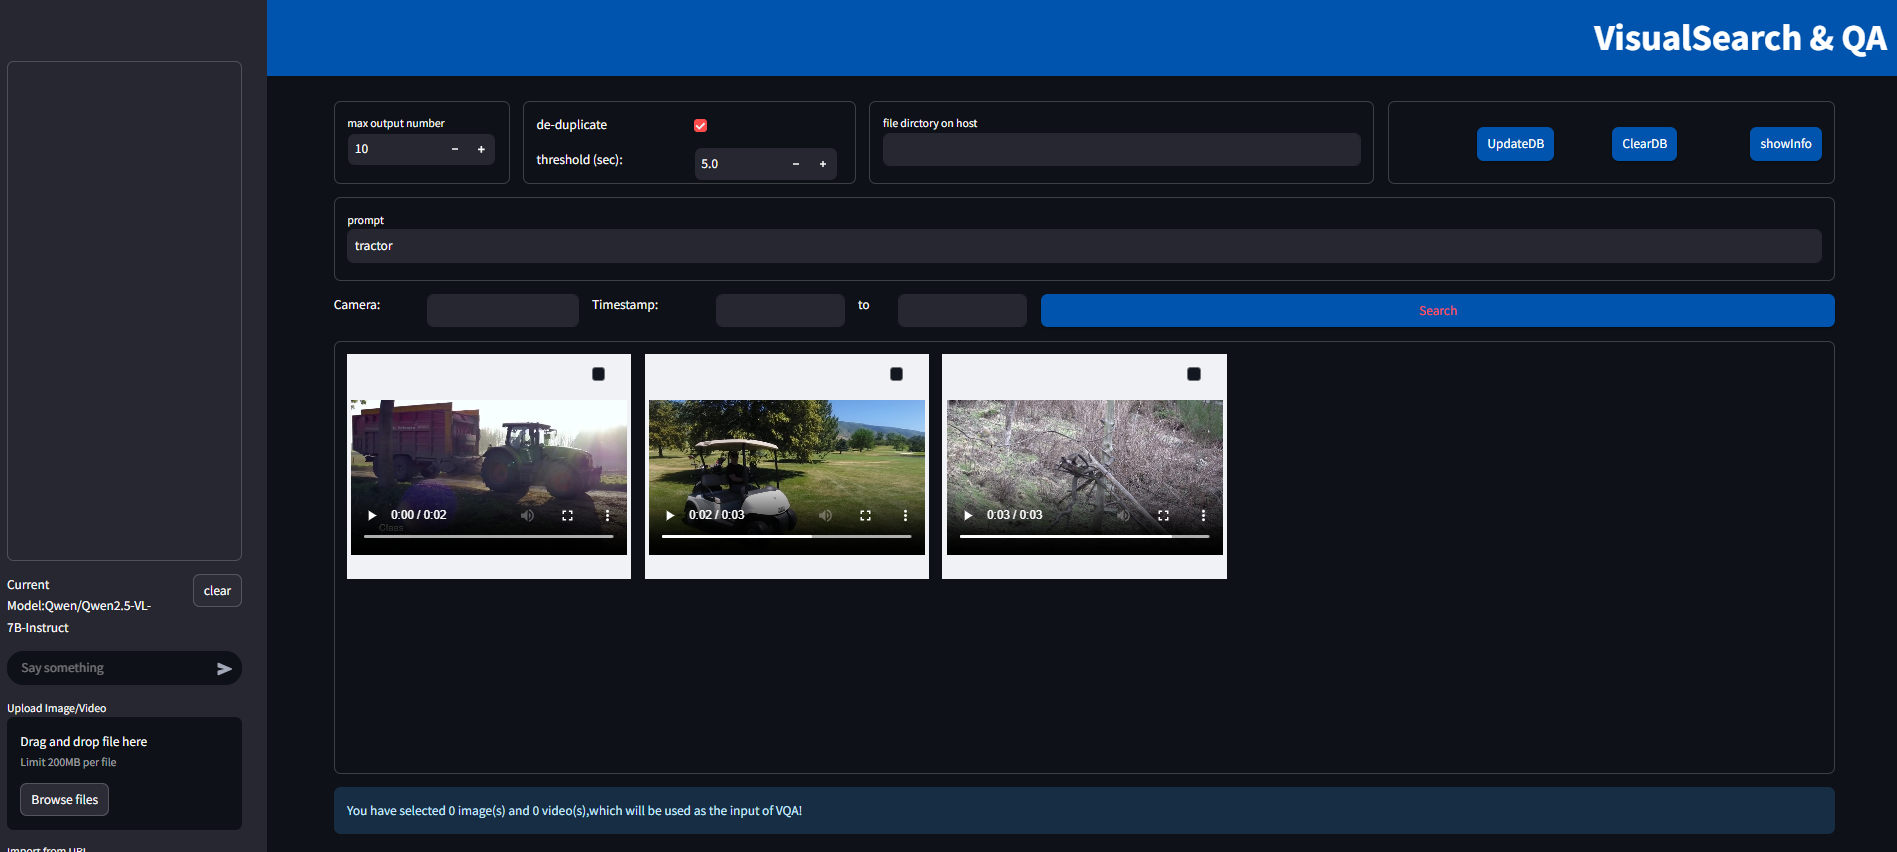 VisualSearch & QA
max output number
10
de-duplicate
threshold (sec):
5.0
file dirctory on host
UpdateDB
ClearDB
showInfo
prompt
tractor
Camera:
Timestamp:
to
Search
0:00 / 0:02
Class
0:02 / 0:03
0:03 / 0:03
You have selected 0 image(s) and 0 video(s),which will be used as the input of VQA!
Current
Model:Qwen/Qwen2.5-VL-
7B-Instruct
clear
Say something
Upload Image/Video
Drag and drop file here
Limit 200MB per file
Browse files
Import from URL